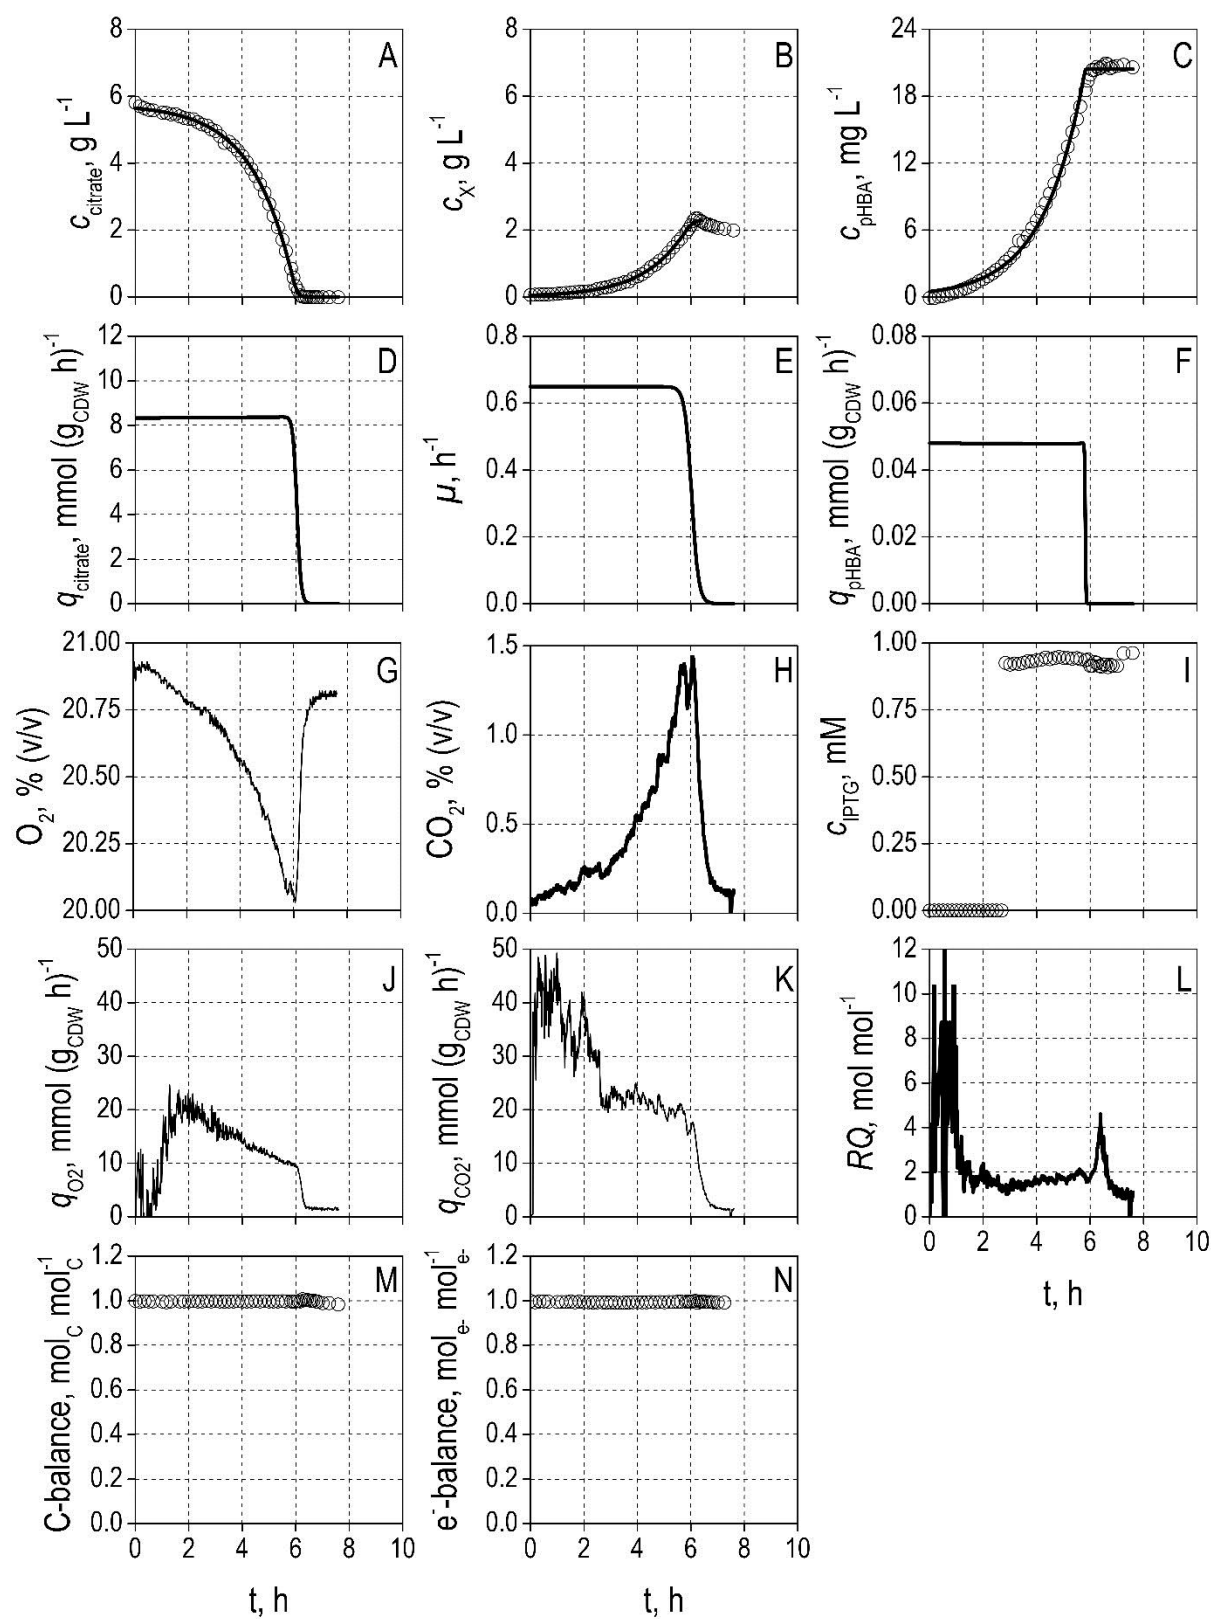 8
6
4
2
0
c_citrate, g L^-1
A
8
6
4
2
0
c_X, g L^-1
B
24
18
12
6
0
c_pHBA, mg L^-1
C
12
10
8
6
4
2
0
q_citrate, mmol (g_CDW h)^-1
D
0.8
0.6
0.4
0.2
0.0
μ, h^-1
E
0.08
0.06
0.04
0.02
0.00
q_pHBA, mmol (g_CDW h)^-1
F
21.00
20.75
20.50
20.25
20.00
O_2, % (v/v)
G
1.5
1.0
0.5
0.0
CO_2, % (v/v)
H
1.00
0.75
0.50
0.25
0.00
c_IPTG, mM
I
50
40
30
20
10
0
q_O2, mmol (g_CDW h)^-1
J
50
40
30
20
10
0
q_CO2, mmol (g_CDW h)^-1
K
12
10
8
6
4
2
0
RQ, mol mol^-1
L
0 2 4 6 8 10
t, h
1.2
1.0
0.8
0.6
0.4
0.2
0.0
C-balance, mol_C mol_C^-1
M
0 2 4 6 8 10
t, h
1.2
1.0
0.8
0.6
0.4
0.2
0.0
e^--balance, mol_e- mol_e-^-1
N
0 2 4 6 8 10
t, h